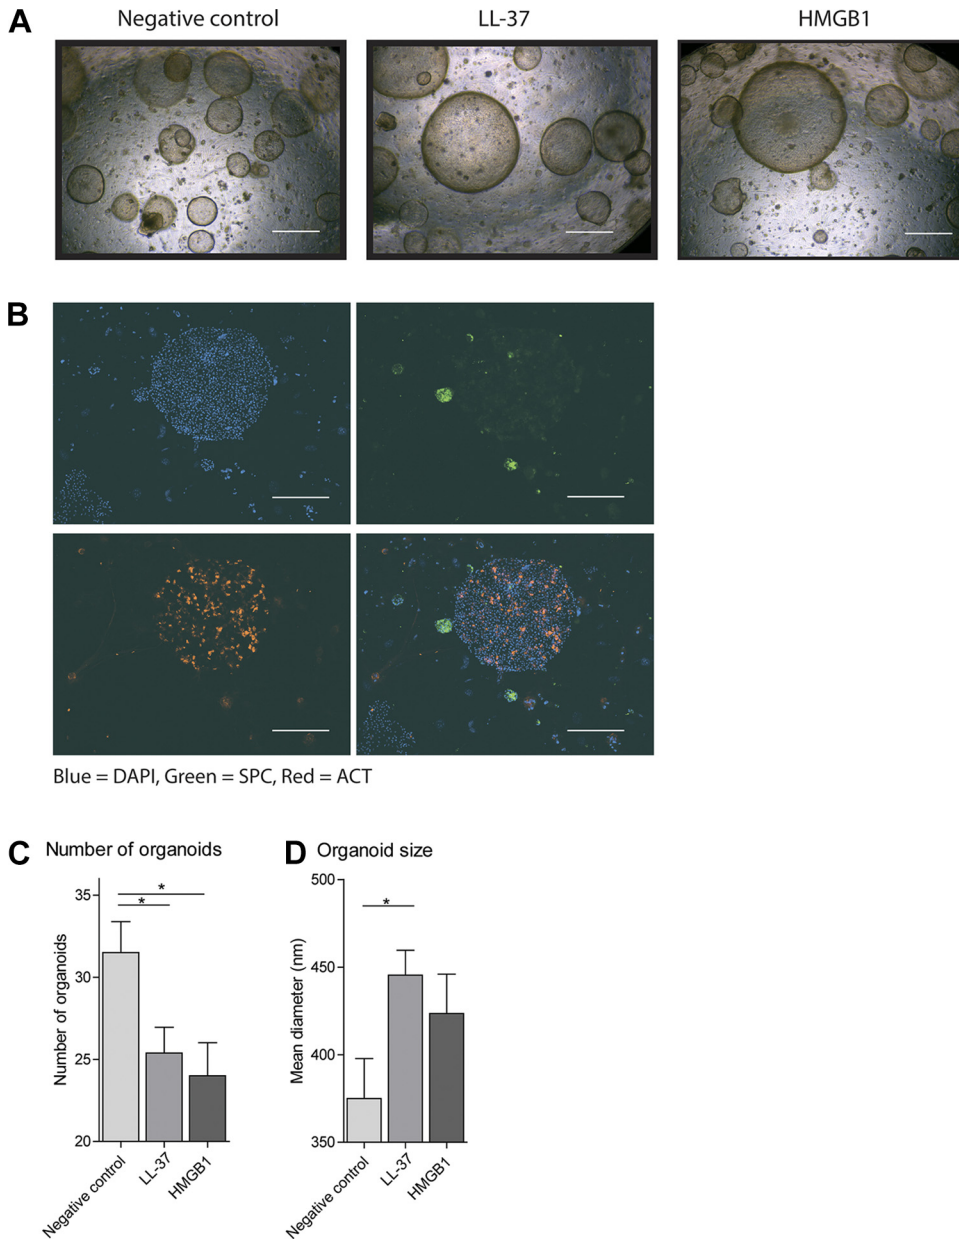 A
Negative control
LL-37
HMGB1
B
Blue = DAPI, Green = SPC, Red = ACT
C
Number of organoids
Number of organoids
35
30
25
20
*
*
Negative control
LL-37
HMGB1
D
Organoid size
Mean diameter (nm)
500
450
400
350
*
Negative control
LL-37
HMGB1